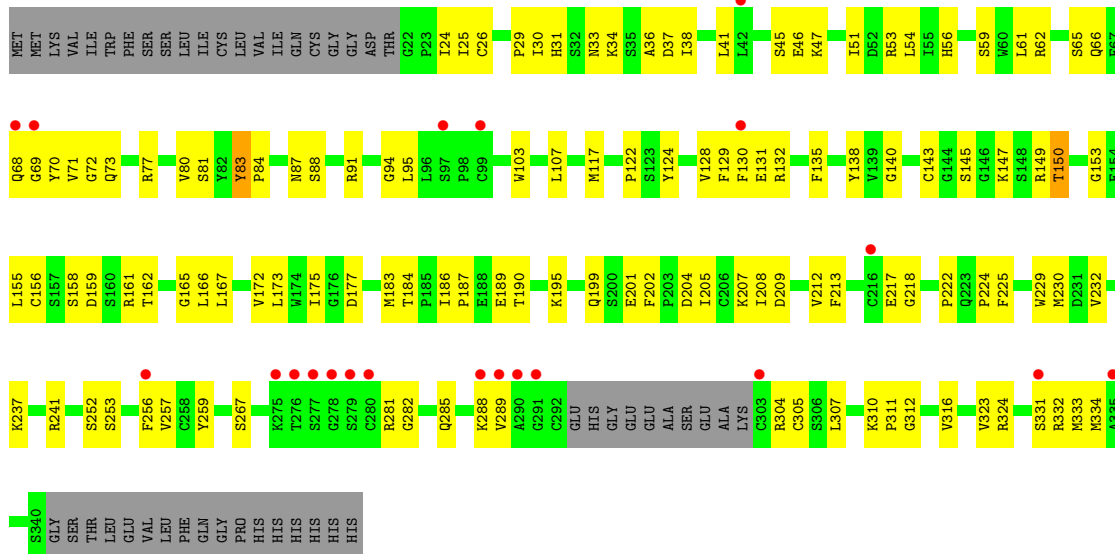 MET MET LYS VAL ILE TRP PHE SER SER LEU ILE CYS LEU VAL ILE GLN CYS GLY GLY ASP THR G22 P23 I24 I25 C26 P29 I30 H31 S32 N33 K34 S35 A36 D37 I38 L41 L42 S45 E46 K47 I51 D52 R53 L54 I55 H56 S59 W60 L61 R62 S65 Q66
Q68 G69 Y70 V71 G72 Q73 R77 V80 S81 Y82 Y83 P84 N87 S88 R91 G94 L95 L96 S97 P98 C99 W103 L107 M117 P122 S123 Y124 V128 F129 F130 E131 R132 F135 Y138 V139 G140 C143 G144 S145 G146 K147 S148 R149 T150 G153
L155 C156 S157 S158 D159 S160 R161 T162 G165 L166 L167 V172 L173 W174 I175 G176 D177 M183 T184 P185 I186 P187 E188 E189 T190 K195 Q199 S200 E201 F202 P203 D204 I205 C206 K207 I208 D209 V212 F213 C216 E217 G218 P222 Q223 P224 F225 W229 M230 D231 V232
K237 R241 S252 S253 F256 V257 C258 Y259 S267 K275 T276 S277 G278 S279 C280 R281 G282 Q285 K288 V289 A290 G291 C292 GLU HIS GLY GLU GLU ALA SER GLU ALA LYS C303 R304 C305 S306 L307 K310 P311 G312 V316 V323 R324 S331 R332 M333 M334 A335
S340 GLY SER THR LEU GLU VAL LEU PHE GLN GLY PRO HIS HIS HIS HIS HIS HIS